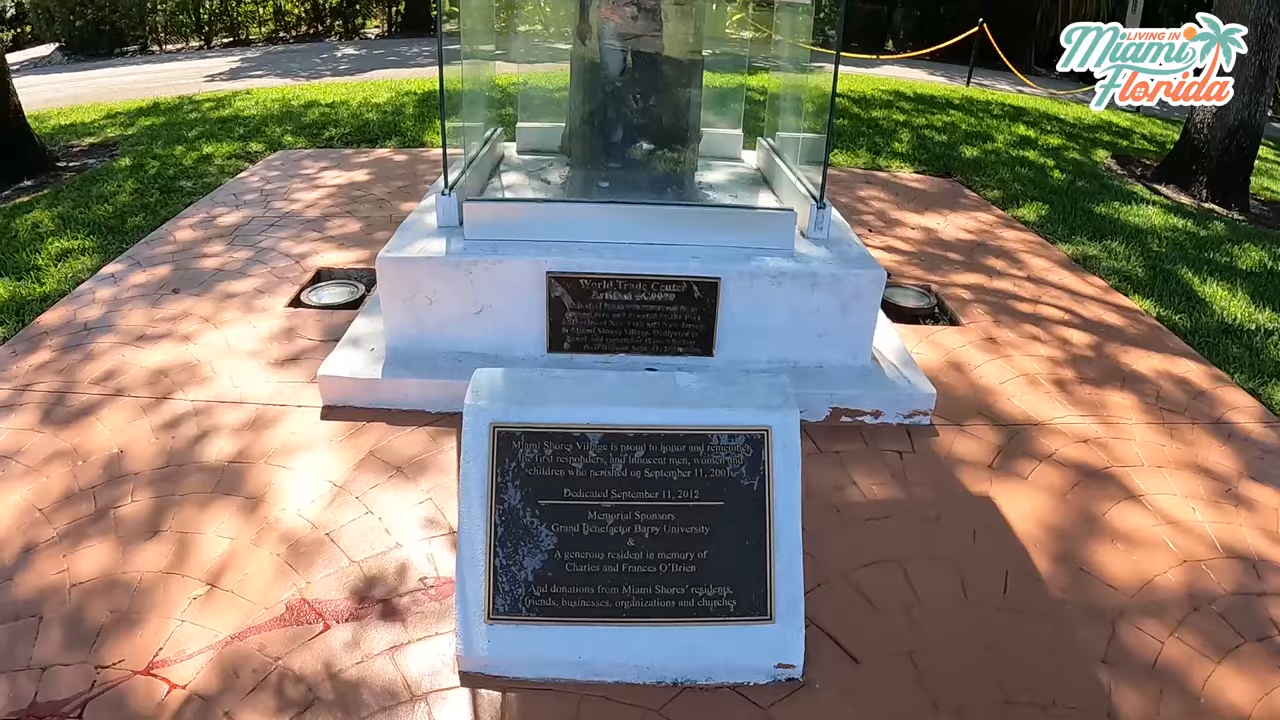 LIVING IN
Miami
Florida
World Trade Center
Miami Shores Village is proud to honor and remember
the first responders, and innocent men, women and
children who perished on September 11, 2001.
Dedicated September 11, 2012
Memorial Sponsors
Grand Benefactor Barry University
&
A generous resident in memory of
Charles and Frances O'Brien
And donations from Miami Shores' residents,
friends, businesses, organizations and churches